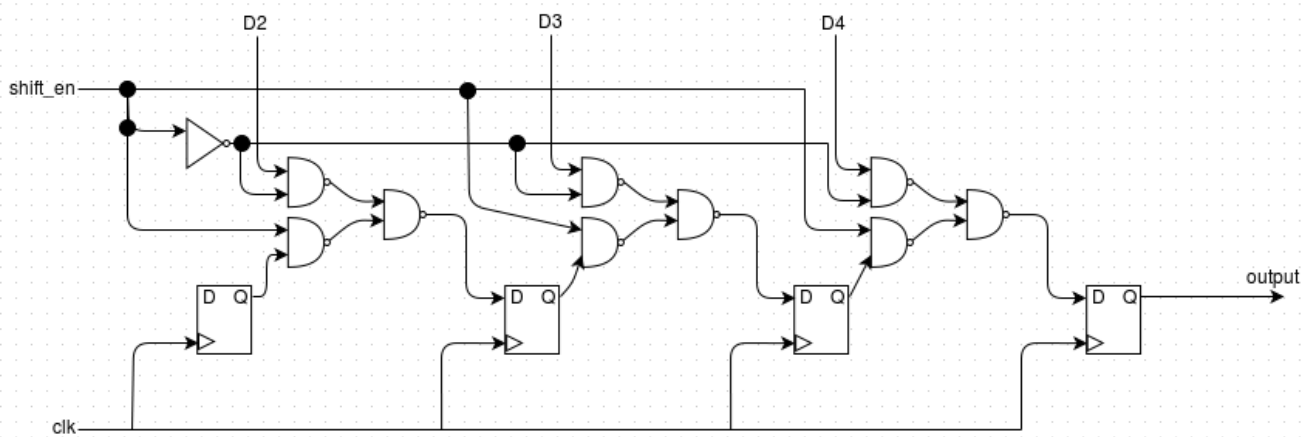 D2 D3 D4
shift_en
D Q D Q D Q D Q
output
clk